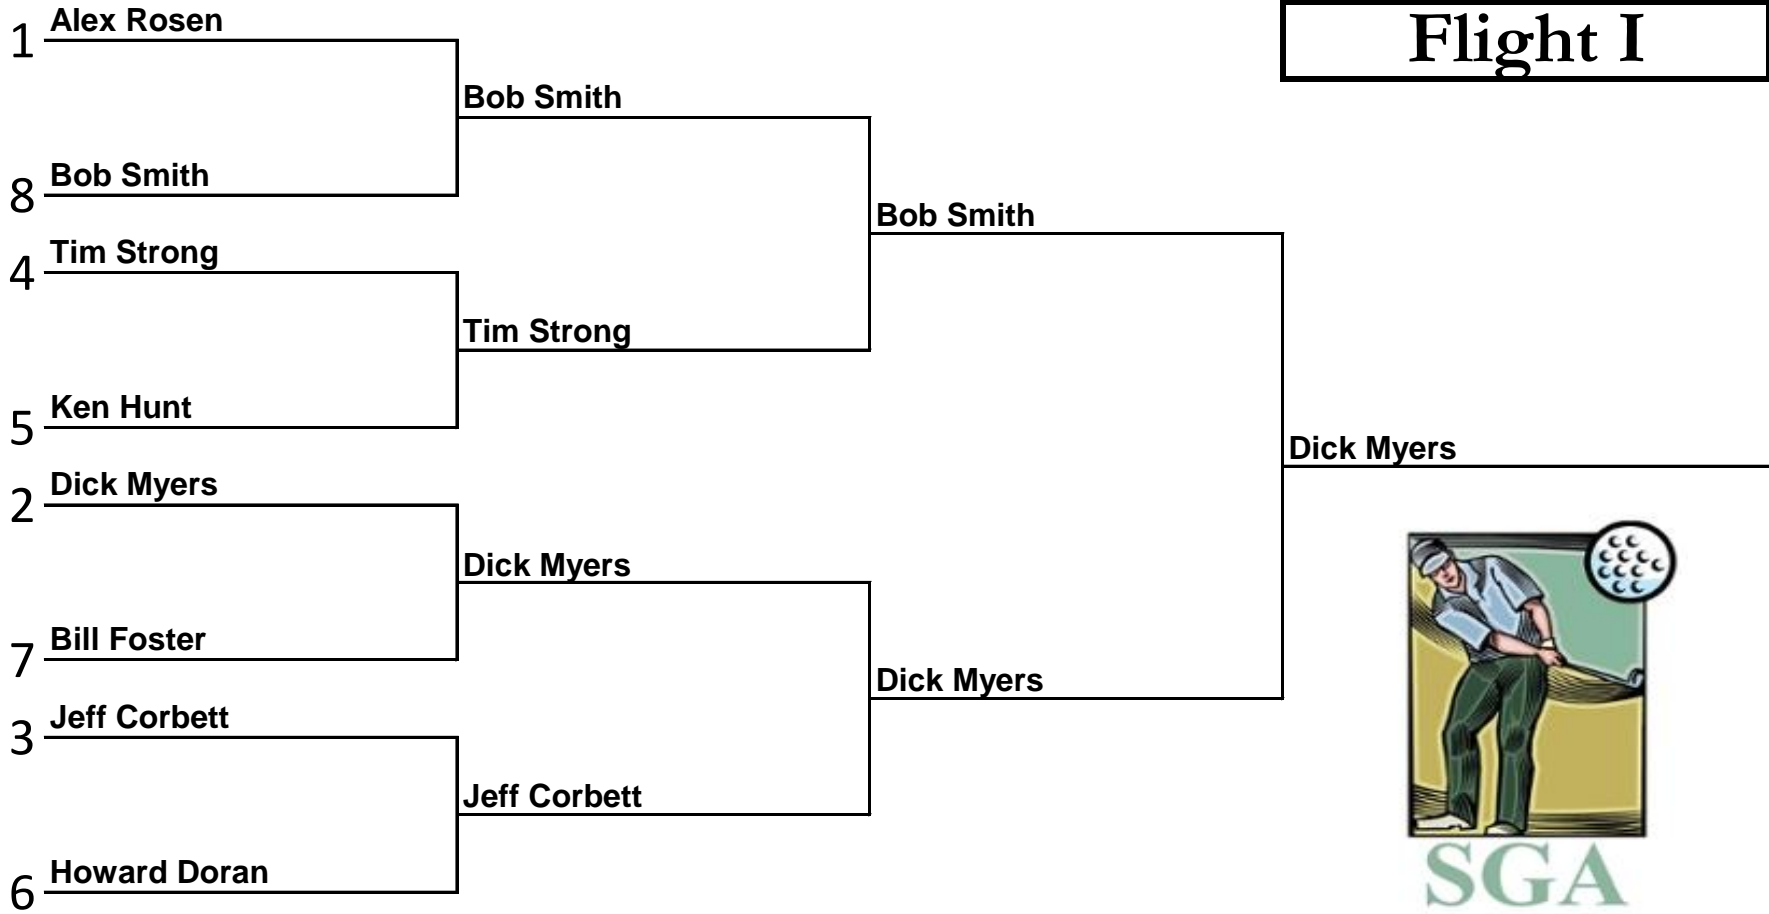 Flight I
1 Alex Rosen
Bob Smith
8 Bob Smith
Bob Smith
4 Tim Strong
Tim Strong
5 Ken Hunt
Dick Myers
2 Dick Myers
Dick Myers
7 Bill Foster
Dick Myers
3 Jeff Corbett
Jeff Corbett
6 Howard Doran
SGA